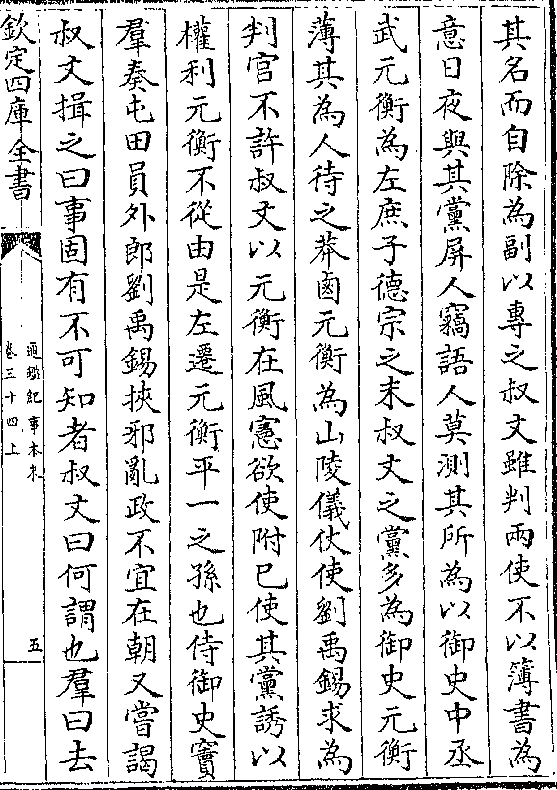 其名而自除為副以專之叔文雖判兩使不以簿書為
意日夜與其黨屏人竊語人莫測其所為以御史中丞
武元衡為左庶子德宗之末叔文之黨多為御史元衡
薄其為人待之莽鹵元衡為山陵儀仗使劉禹錫求為
判官不許叔文以元衡在風憲欲使附已使其黨誘以
權利元衡不從由是左遷元衡平一之孫也侍御史竇
羣奏屯田員外郎劉禹錫挾邪亂政不宜在朝又嘗謁
叔文揖之曰事固有不可知者叔文曰何謂也羣曰去
欽定四庫全書
通鑑紀事本末
卷三十四上
五